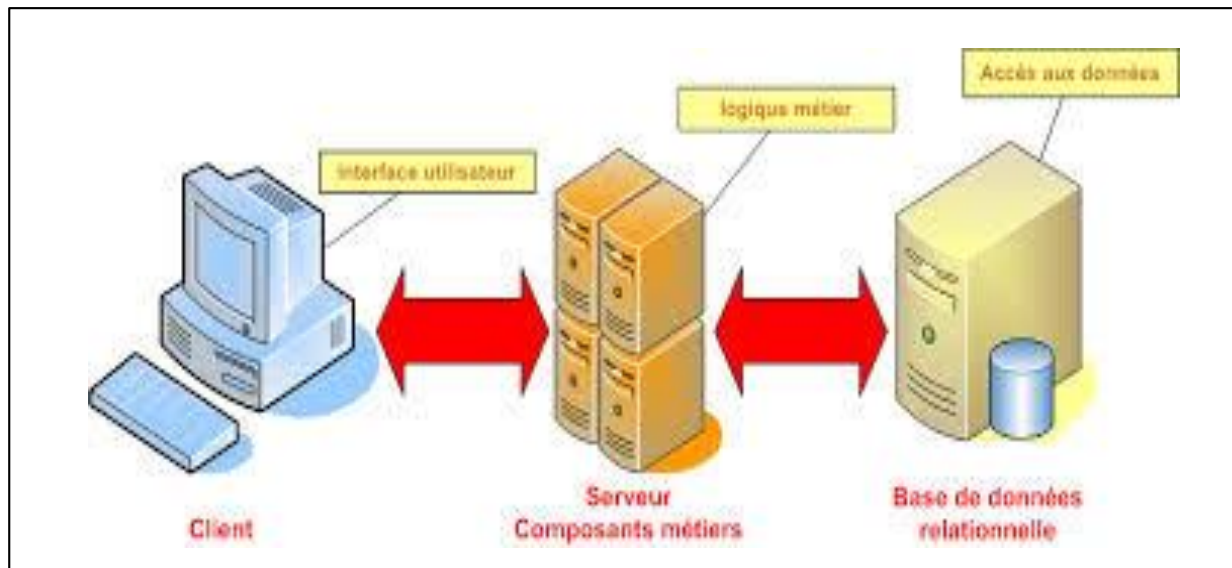 Accès aux données
logique métier
Interface utilisateur
Client
Serveur
Composants métiers
Base de données
relationnelle